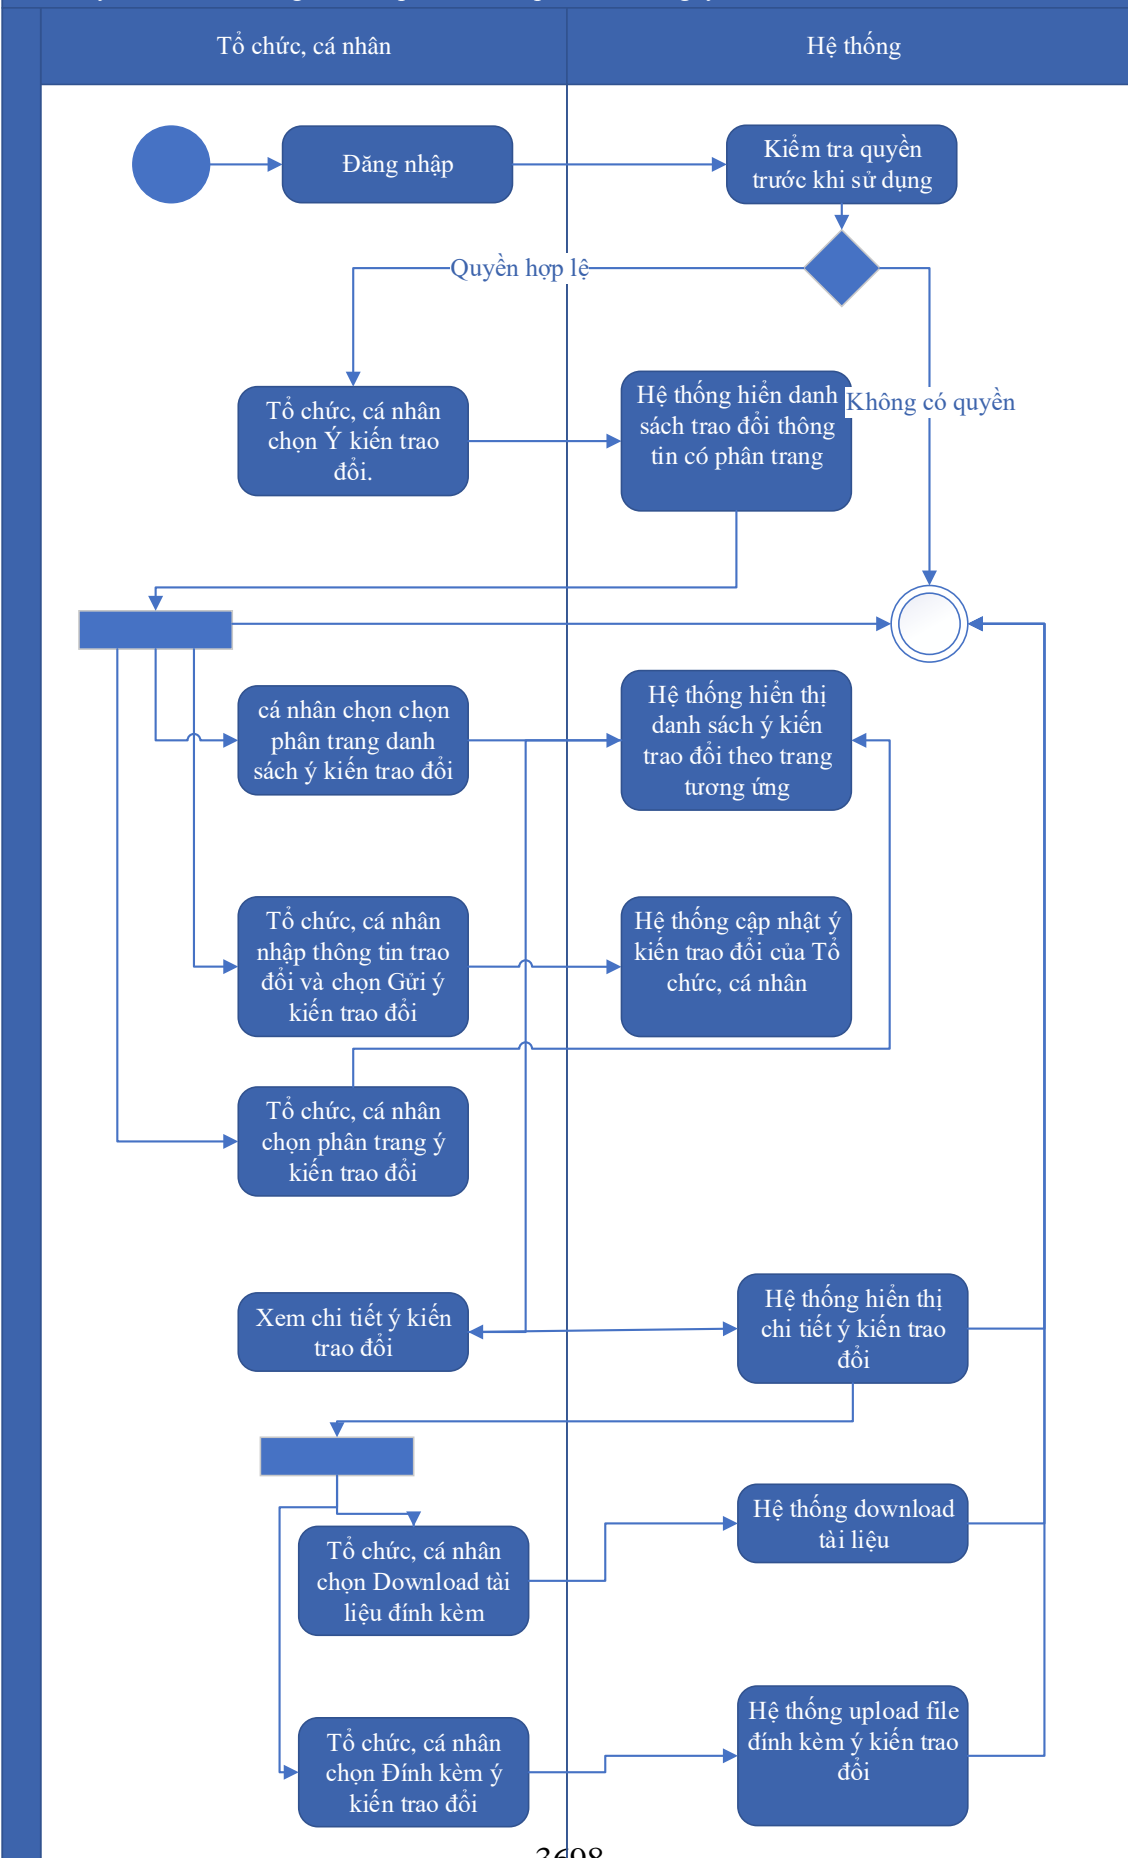 Tổ chức, cá nhân
Hệ thống
Đăng nhập
Kiểm tra quyền
trước khi sử dụng
Quyền hợp lệ
Không có quyền
Tổ chức, cá nhân
chọn Ý kiến trao
đổi.
Hệ thống hiển danh
sách trao đổi thông
tin có phân trang
cá nhân chọn chọn
phân trang danh
sách ý kiến trao đổi
Hệ thống hiển thị
danh sách ý kiến
trao đổi theo trang
tương ứng
Tổ chức, cá nhân
nhập thông tin trao
đổi và chọn Gửi ý
kiến trao đổi
Hệ thống cập nhật ý
kiến trao đổi của Tổ
chức, cá nhân
Tổ chức, cá nhân
chọn phân trang ý
kiến trao đổi
Xem chi tiết ý kiến
trao đổi
Hệ thống hiển thị
chi tiết ý kiến trao
đổi
Tổ chức, cá nhân
chọn Download tài
liệu đính kèm
Hệ thống download
tài liệu
Tổ chức, cá nhân
chọn Đính kèm ý
kiến trao đổi
Hệ thống upload file
đính kèm ý kiến trao
đổi
3698